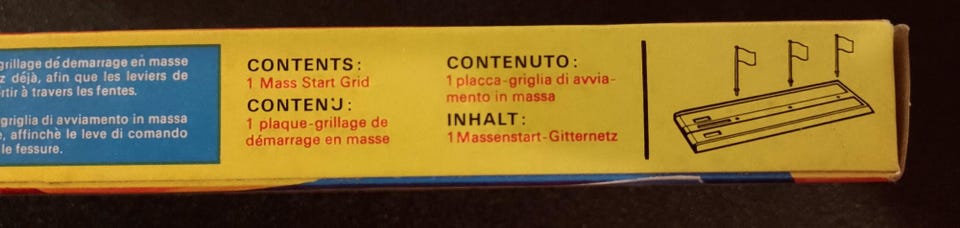 grillage de demarrage en masse
z déjà, afin que les leviers de
rtir à travers les fentes.
griglia di avviamento in massa
e, affinchè le leve di comando
le fessure.
CONTENTS:
1 Mass Start Grid
CONTENU:
1 plaque-grillage de
démarrage en masse
CONTENUTO:
1 placca-griglia di avvia-
mento in massa
INHALT:
1 Massenstart-Gitternetz